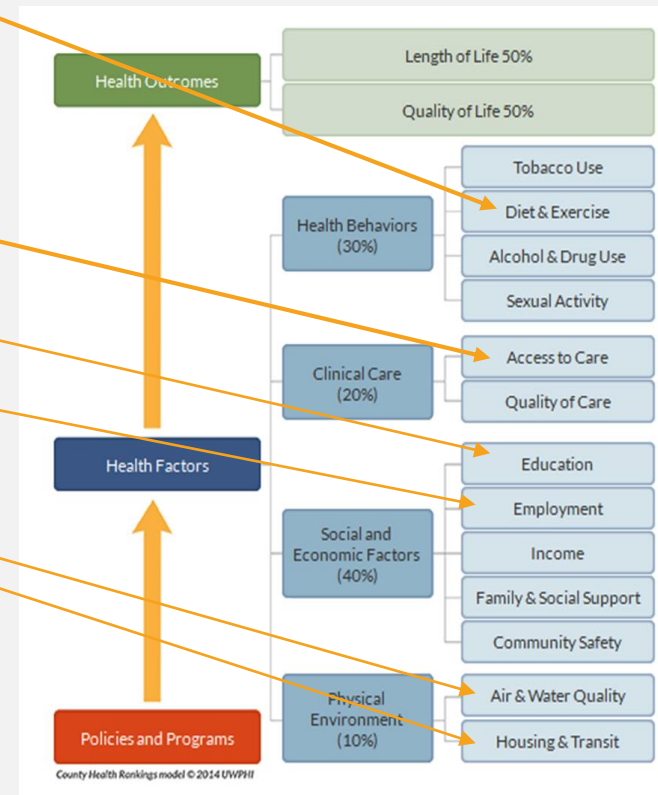 Health Outcomes
Length of Life 50%
Quality of Life 50%
Health Behaviors
(30%)
Tobacco Use
Diet & Exercise
Alcohol & Drug Use
Sexual Activity
Clinical Care
(20%)
Access to Care
Quality of Care
Health Factors
Social and
Economic Factors
(40%)
Education
Employment
Income
Family & Social Support
Community Safety
Physical
Environment
(10%)
Air & Water Quality
Housing & Transit
Policies and Programs
County Health Rankings model © 2014 UWPHI